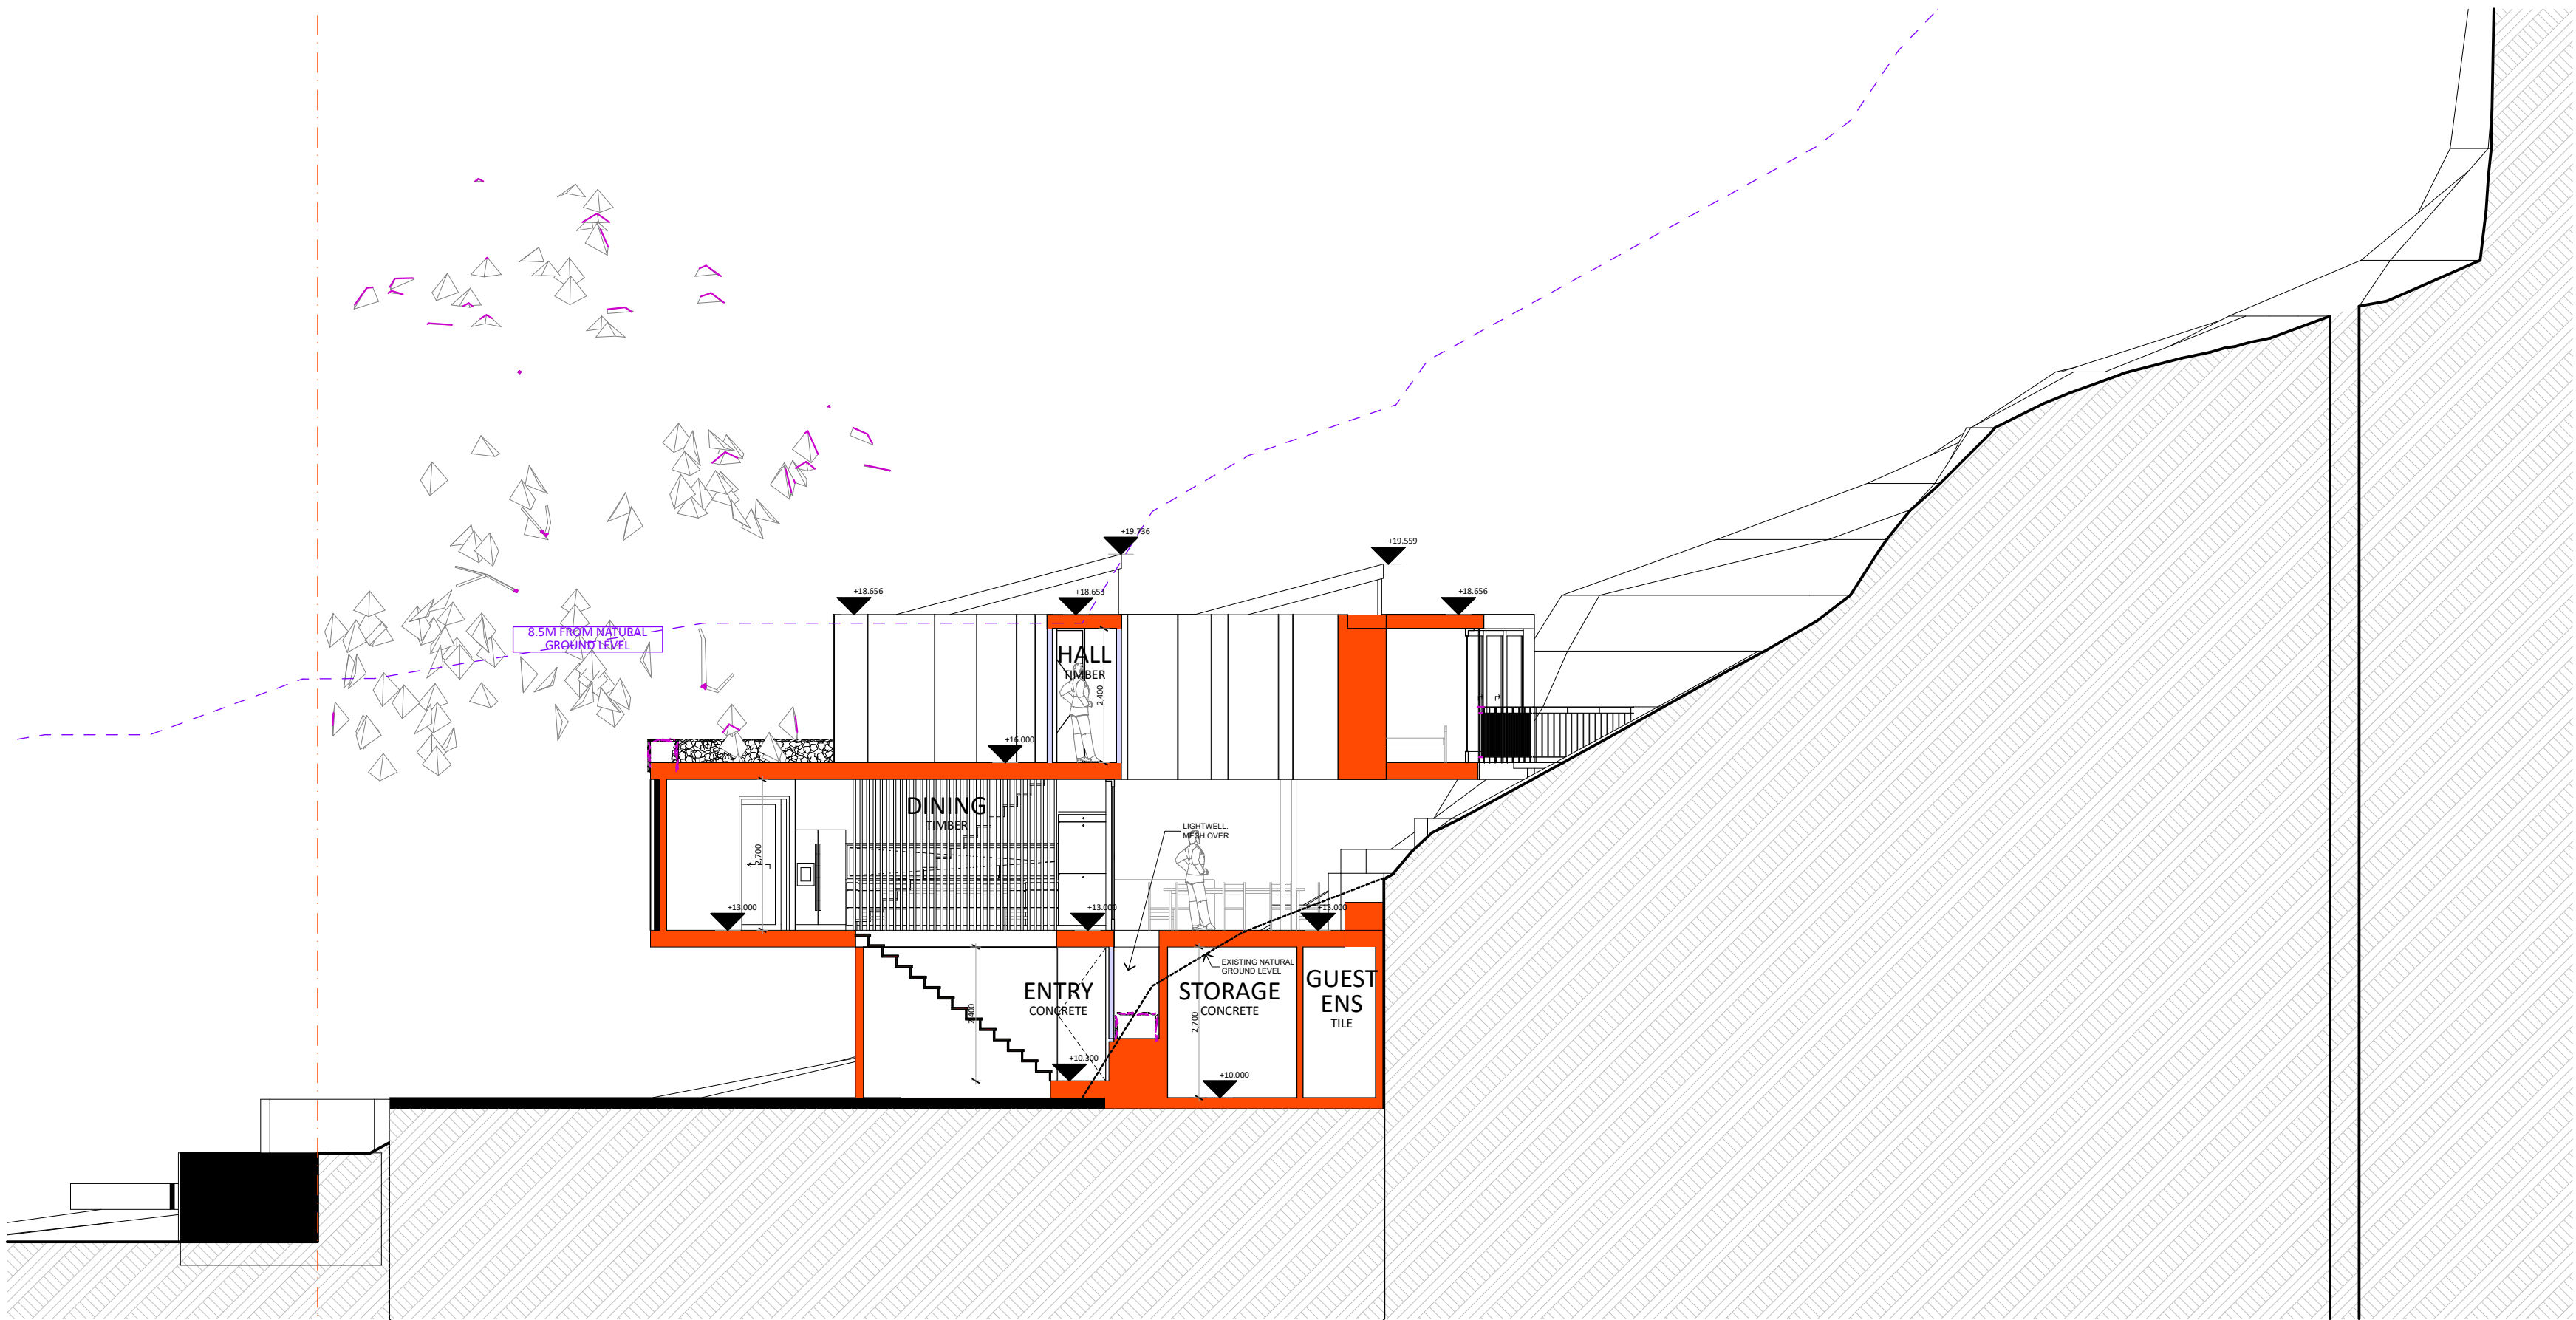 +19.736
+19.559
+18.656
+18.653
+18.656
8.5M FROM NATURAL
GROUND LEVEL
HALL
TIMBER
2,400
+16.000
DINING
TIMBER
LIGHTWELL.
MESH OVER
2,700
+13.000
+13.000
+13.000
EXISTING NATURAL
GROUND LEVEL
ENTRY
CONCRETE
STORAGE
CONCRETE
GUEST
ENS
TILE
2,400
2,700
+10.300
+10.000